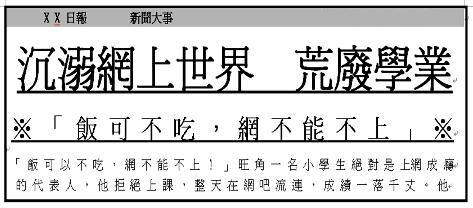 ＸＸ日報　　　新聞大事
沉溺網上世界　荒廢學業
※「飯可不吃，網不能不上」※
「飯可以不吃，網不能不上！」旺角一名小學生絕對是上網成癮
的代表人，他拒絕上課，整天在網吧流連，成績一落千丈。他